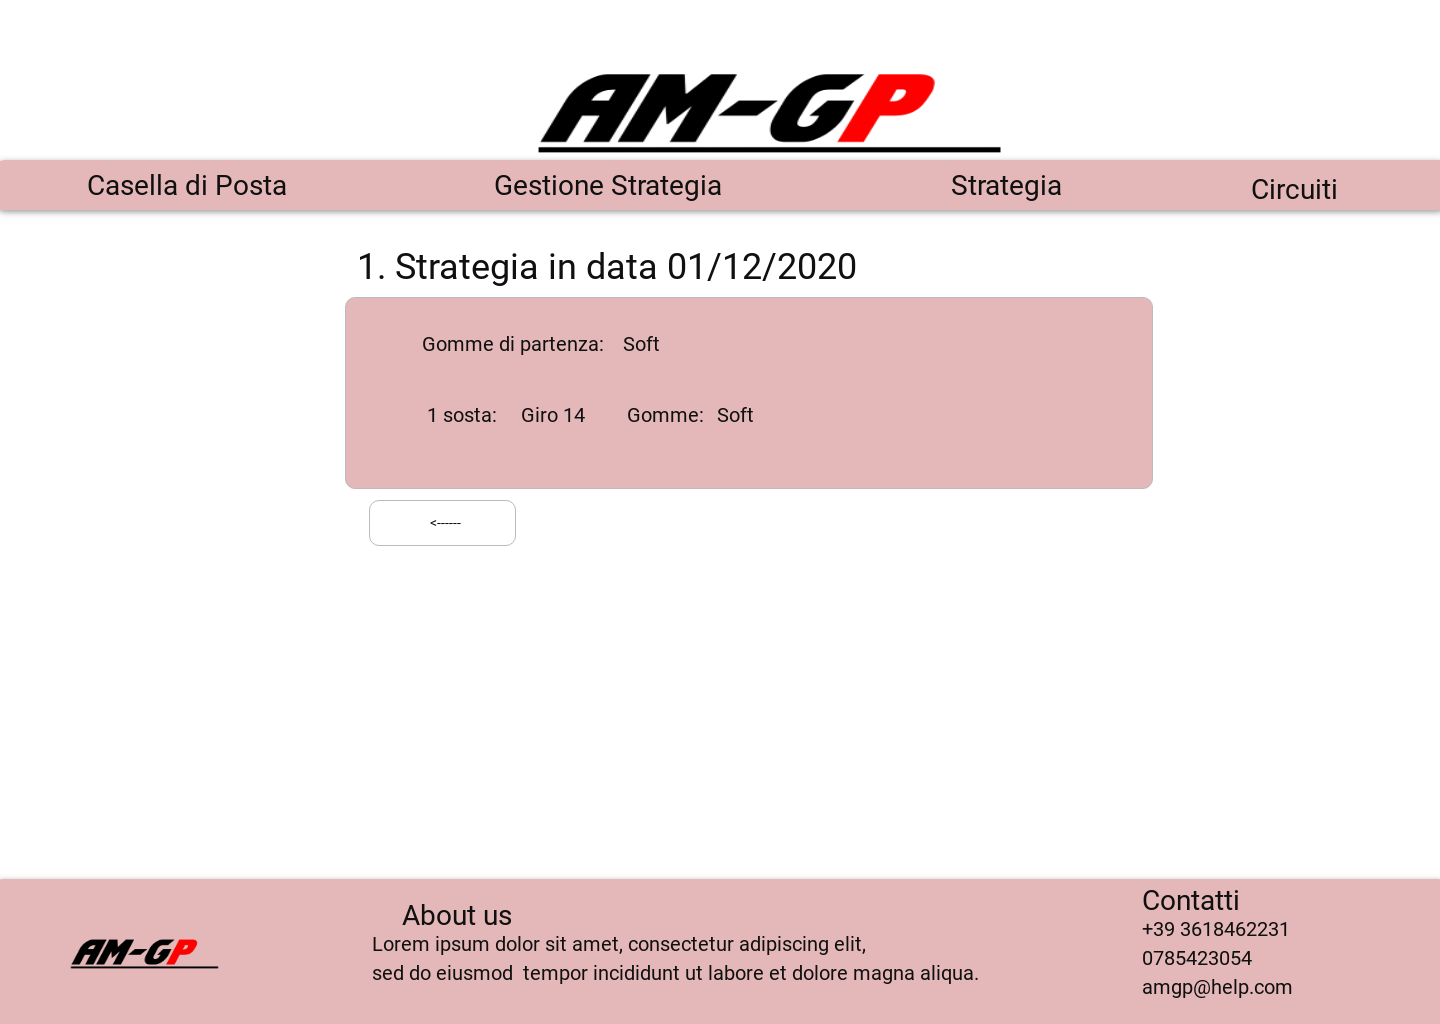 AM-GP
Casella di Posta
Gestione Strategia
Strategia
Circuiti
1. Strategia in data 01/12/2020
Gomme di partenza: Soft
1 sosta: Giro 14 Gomme: Soft
<------
AM-GP
About us
Lorem ipsum dolor sit amet, consectetur adipiscing elit,
sed do eiusmod tempor incididunt ut labore et dolore magna aliqua.
Contatti
+39 3618462231
0785423054
amgp@help.com